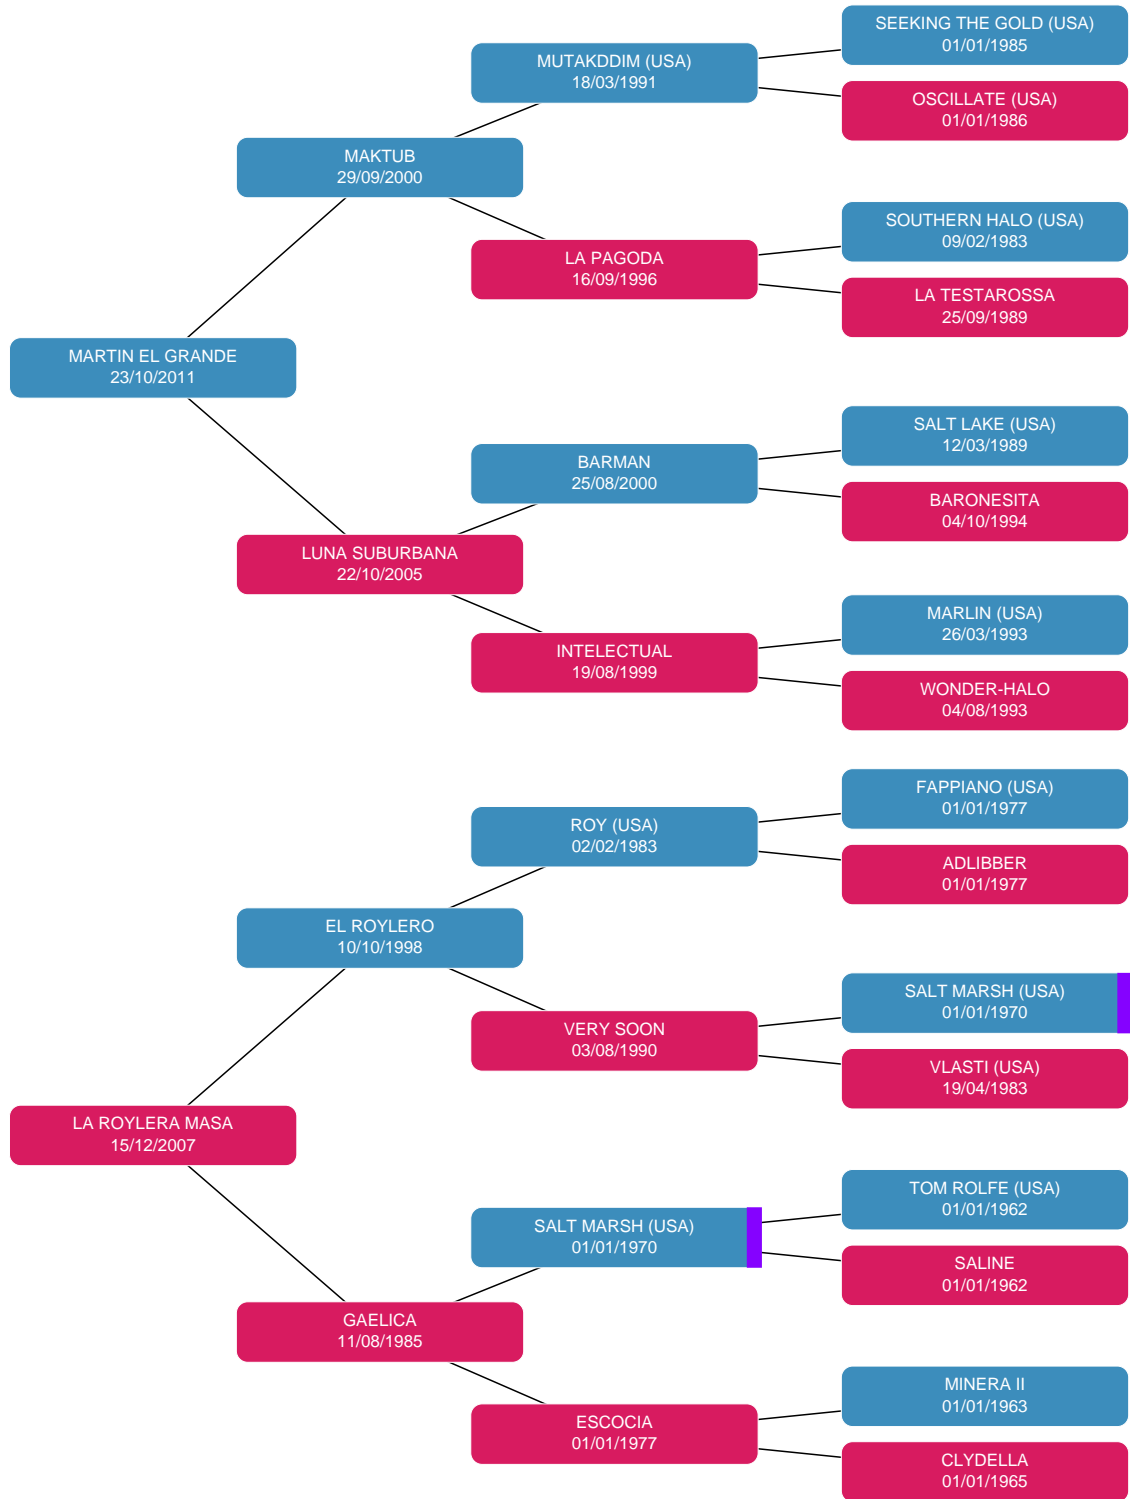 SEEKING THE GOLD (USA)
01/01/1985
MUTAKDDIM (USA)
18/03/1991
OSCILLATE (USA)
01/01/1986
MAKTUB
29/09/2000
SOUTHERN HALO (USA)
09/02/1983
LA PAGODA
16/09/1996
LA TESTAROSSA
25/09/1989
MARTIN EL GRANDE
23/10/2011
SALT LAKE (USA)
12/03/1989
BARMAN
25/08/2000
BARONESITA
04/10/1994
LUNA SUBURBANA
22/10/2005
MARLIN (USA)
26/03/1993
INTELECTUAL
19/08/1999
WONDER-HALO
04/08/1993
FAPPIANO (USA)
01/01/1977
ROY (USA)
02/02/1983
ADLIBBER
01/01/1977
EL ROYLERO
10/10/1998
SALT MARSH (USA)
01/01/1970
VERY SOON
03/08/1990
VLASTI (USA)
19/04/1983
LA ROYLERA MASA
15/12/2007
TOM ROLFE (USA)
01/01/1962
SALT MARSH (USA)
01/01/1970
SALINE
01/01/1962
GAELICA
11/08/1985
MINERA II
01/01/1963
ESCOCIA
01/01/1977
CLYDELLA
01/01/1965